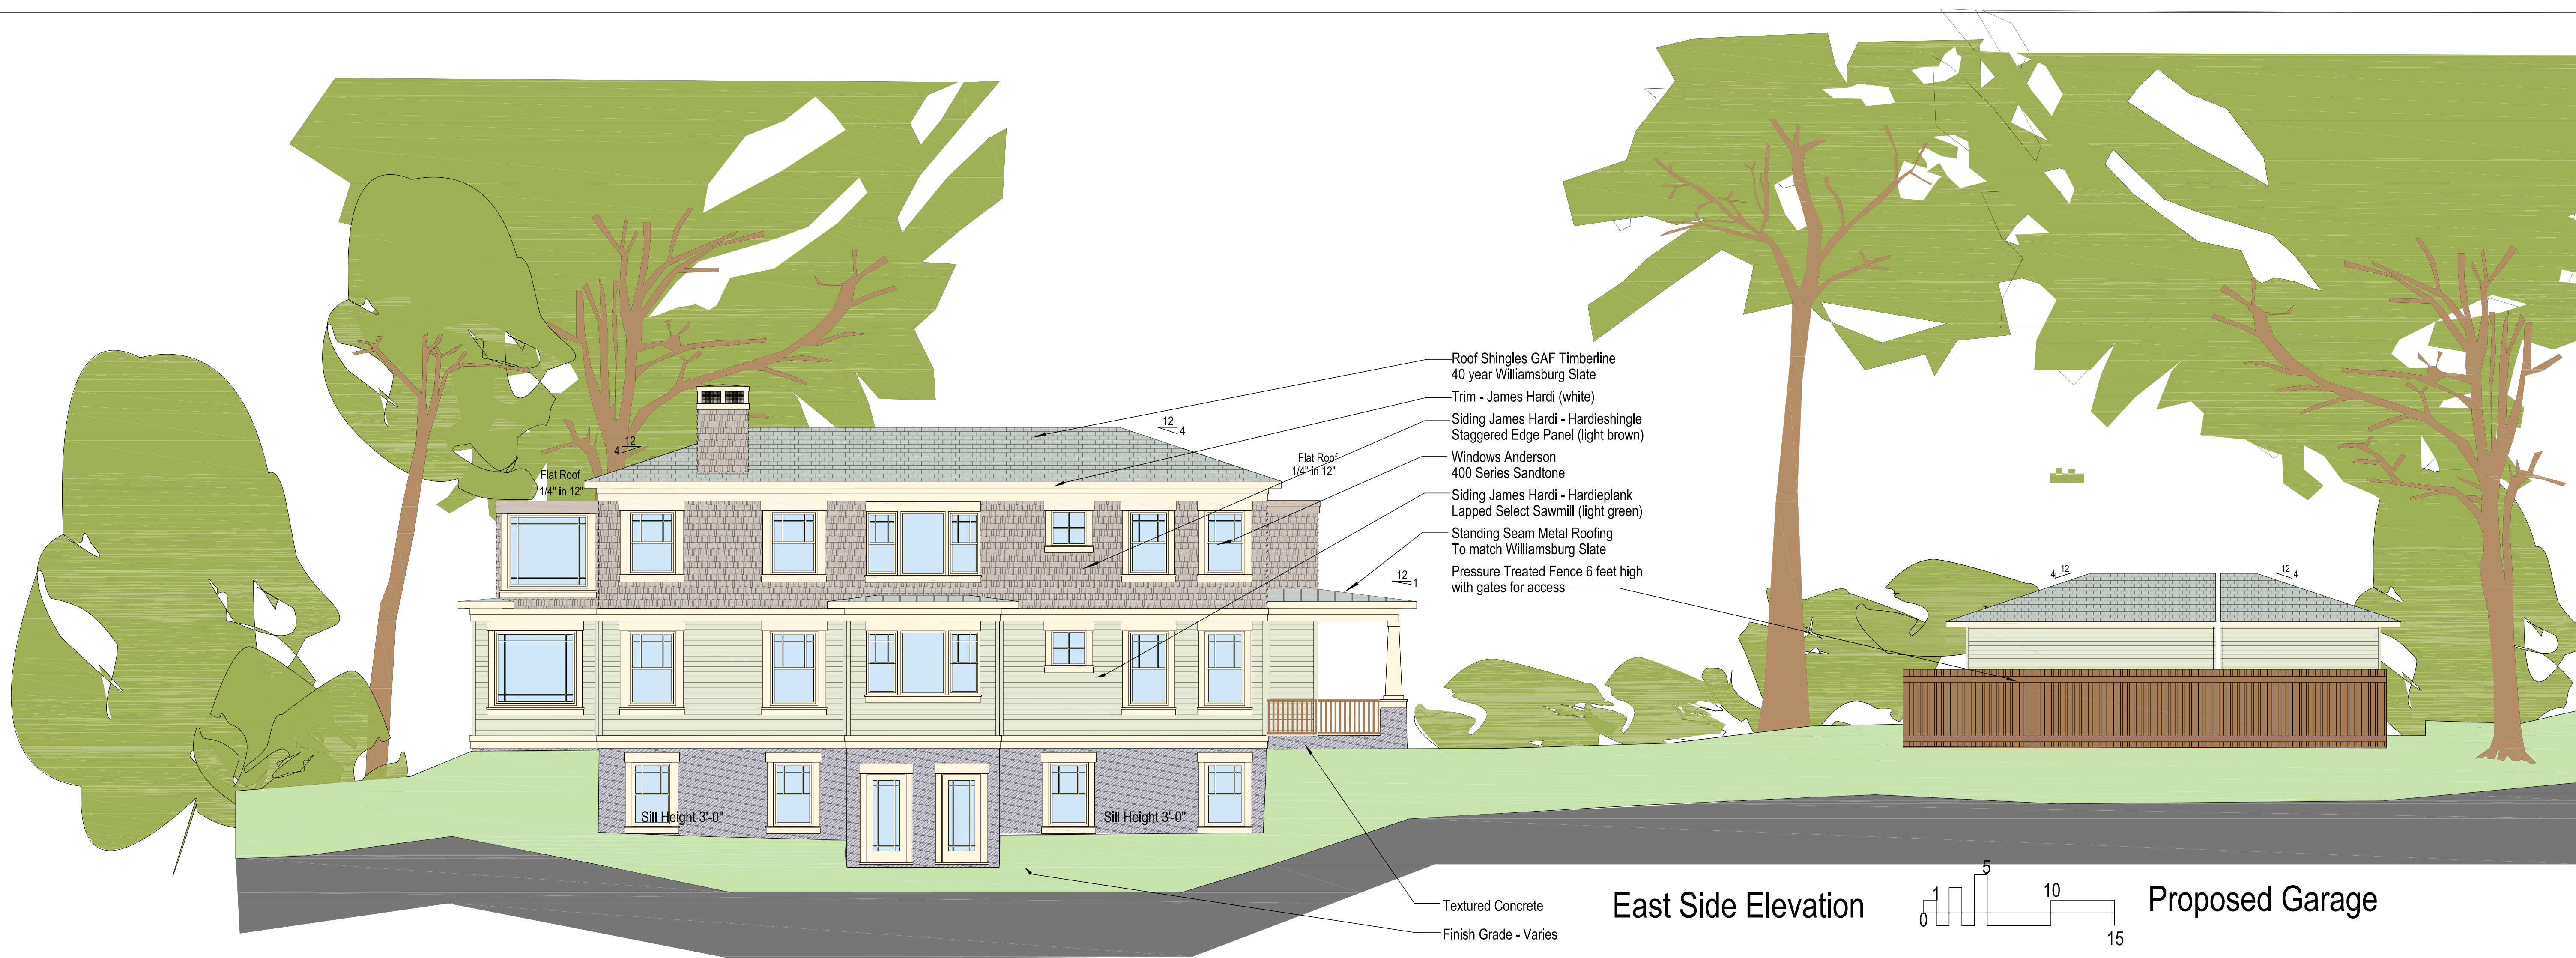 Roof Shingles GAF Timberline
40 year Williamsburg Slate
Trim - James Hardi (white)
Siding James Hardi - Hardieshingle
Staggered Edge Panel (light brown)
Windows Anderson
400 Series Sandtone
Siding James Hardi - Hardieplank
Lapped Select Sawmill (light green)
Standing Seam Metal Roofing
To match Williamsburg Slate
Pressure Treated Fence 6 feet high
with gates for access
12
4
12
4
Flat Roof
1/4" in 12"
Flat Roof
1/4" in 12"
12
1
12
4
12
4
Sill Height 3'-0"
Sill Height 3'-0"
Textured Concrete
Finish Grade - Varies
East Side Elevation
0
1
5
10
15
Proposed Garage